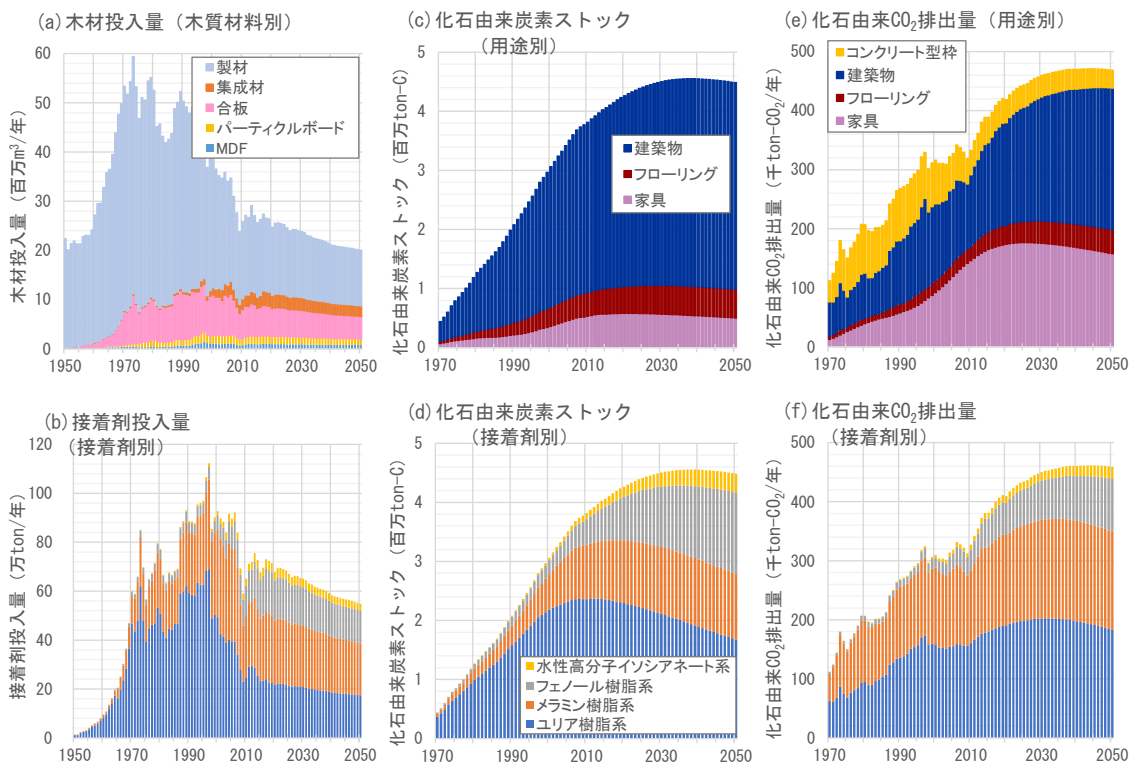 (a)木材投入量（木質材料別）
木材投入量（百万m³/年）
60
50
40
30
20
10
0
製材
集成材
合板
パーティクルボード
MDF
1950
1970
1990
2010
2030
2050
(c) 化石由来炭素ストック
（用途別）
化石由来炭素ストック（百万ton-C）
5
4
3
2
1
0
建築物
フローリング
家具
1970
1990
2010
2030
2050
(e) 化石由来CO₂排出量（用途別）
化石由来CO₂排出量（千ton-CO₂/年）
500
400
300
200
100
0
コンクリート型枠
建築物
フローリング
家具
1970
1990
2010
2030
2050
(b)接着剤投入量
（接着剤別）
接着剤投入量（万ton/年）
120
100
80
60
40
20
0
1950
1970
1990
2010
2030
2050
(d) 化石由来炭素ストック
（接着剤別）
化石由来炭素ストック（百万ton-C）
5
4
3
2
1
0
水性高分子イソシアネート系
フェノール樹脂系
メラミン樹脂系
ユリア樹脂系
1970
1990
2010
2030
2050
(f)化石由来CO₂排出量
（接着剤別）
化石由来CO₂排出量（千ton-CO₂/年）
500
400
300
200
100
0
1970
1990
2010
2030
2050